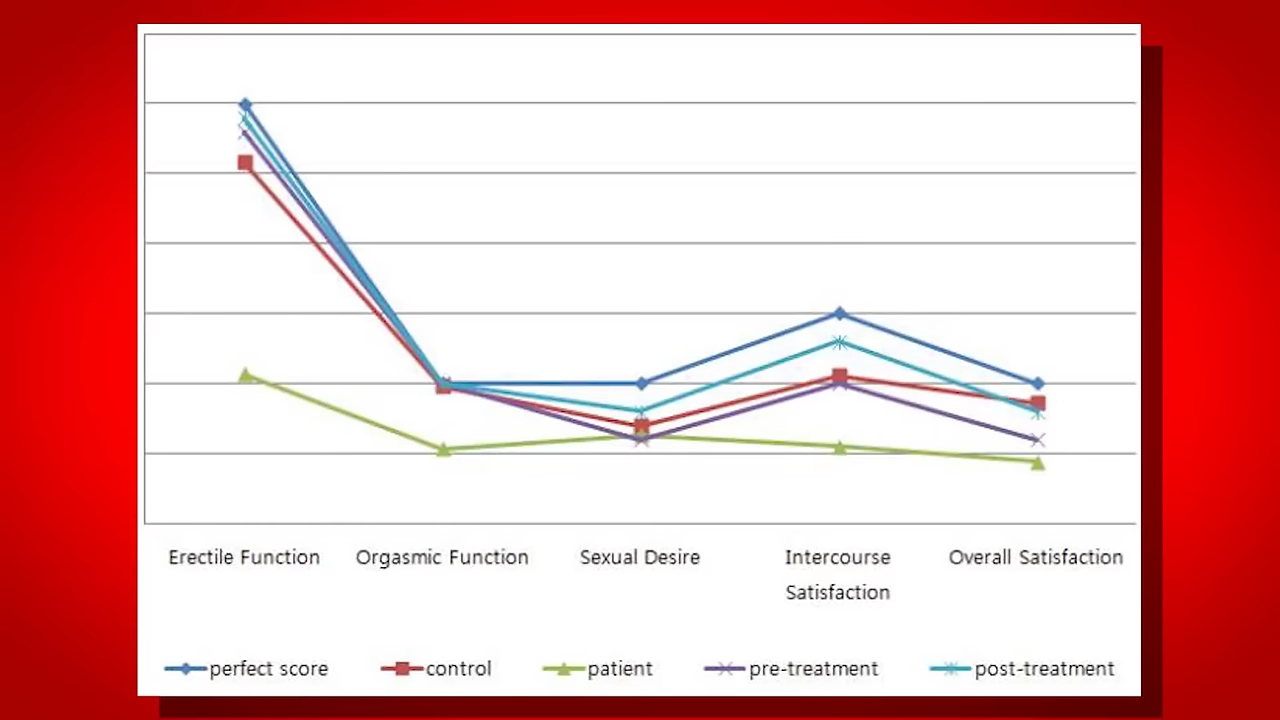 Erectile Function Orgasmic Function Sexual Desire Intercourse Satisfaction Overall Satisfaction
perfect score control patient pre-treatment post-treatment